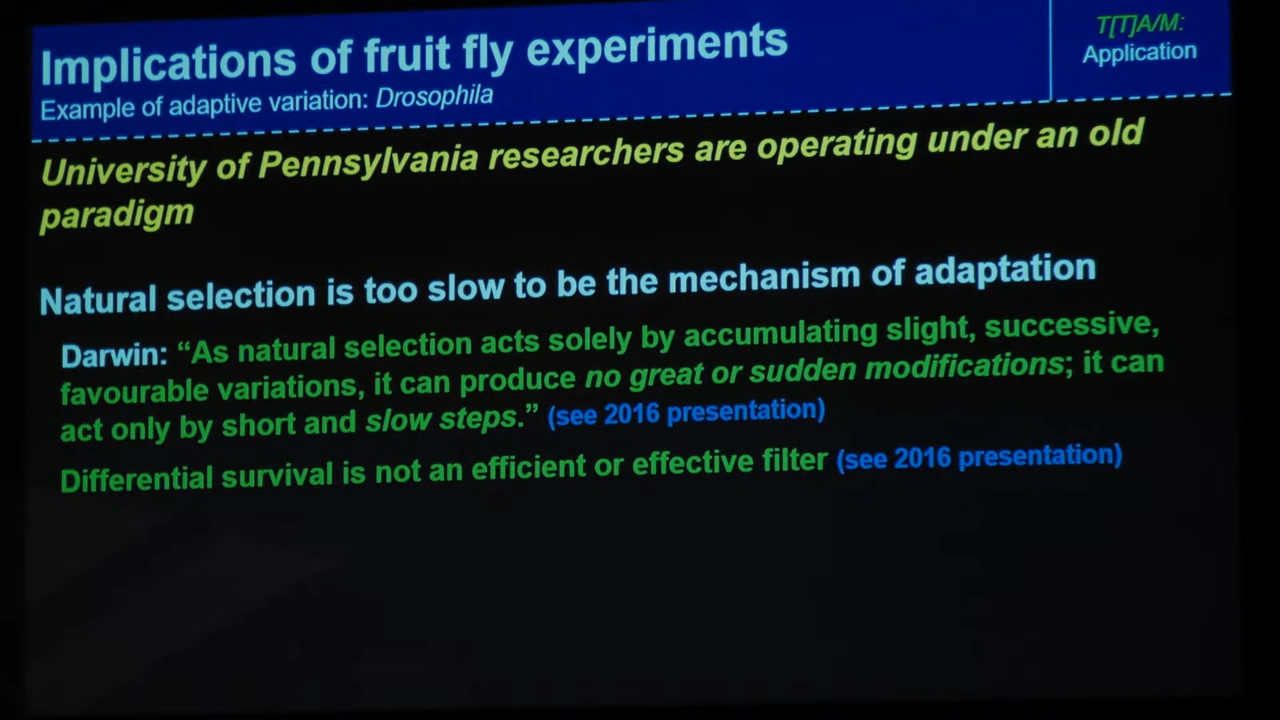 Implications of fruit fly experiments
Example of adaptive variation: Drosophila
T[T]A/M:
Application
University of Pennsylvania researchers are operating under an old
paradigm
Natural selection is too slow to be the mechanism of adaptation
Darwin: “As natural selection acts solely by accumulating slight, successive,
favourable variations, it can produce no great or sudden modifications; it can
act only by short and slow steps.” (see 2016 presentation)
Differential survival is not an efficient or effective filter (see 2016 presentation)